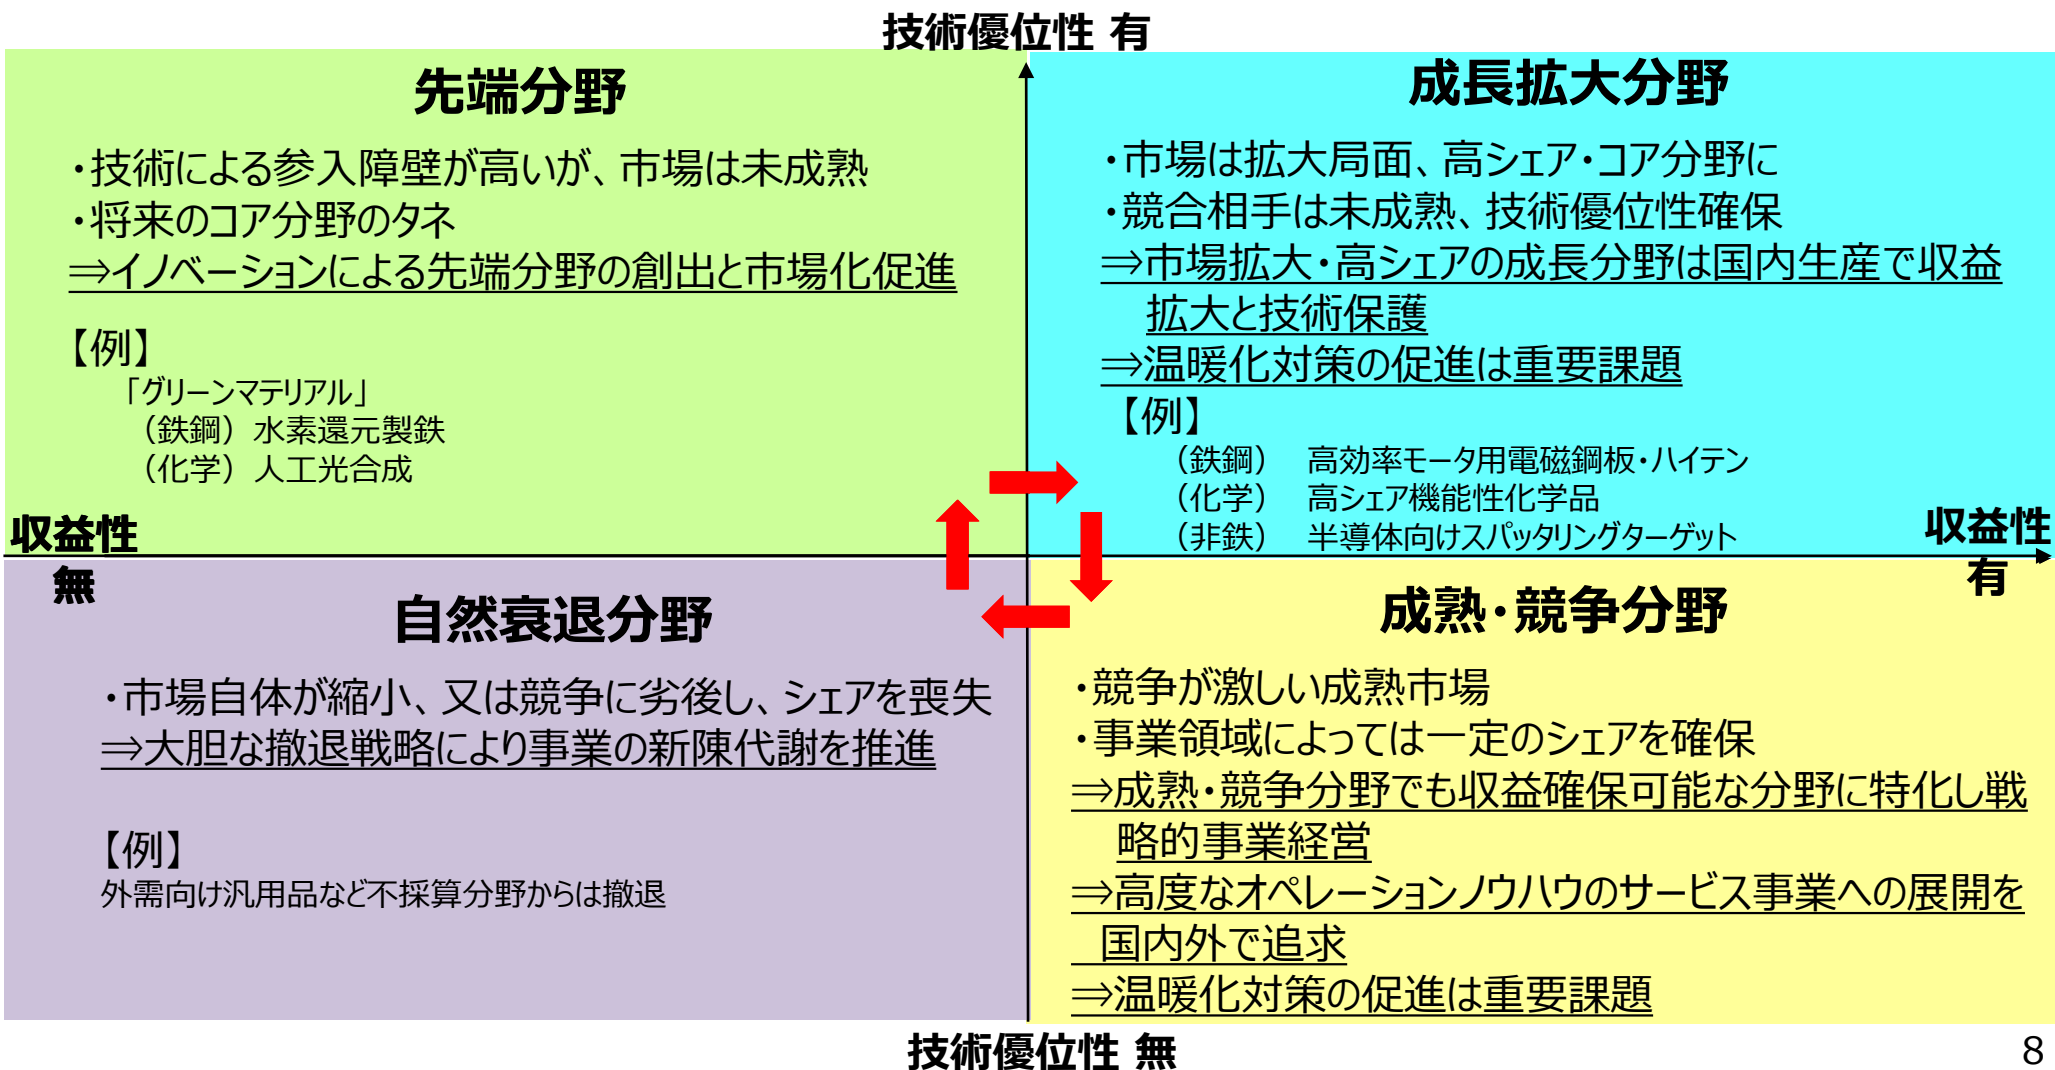 技術優位性 有
先端分野
・技術による参入障壁が高いが、市場は未成熟
・将来のコア分野のタネ
⇒イノベーションによる先端分野の創出と市場化促進
【例】
「グリーンマテリアル」
（鉄鋼）水素還元製鉄
（化学）人工光合成
成長拡大分野
・市場は拡大局面、高シェア・コア分野に
・競合相手は未成熟、技術優位性確保
⇒市場拡大・高シェアの成長分野は国内生産で収益
拡大と技術保護
⇒温暖化対策の促進は重要課題
【例】
（鉄鋼） 高効率モータ用電磁鋼板・ハイテン
（化学） 高シェア機能性化学品
（非鉄） 半導体向けスパッタリングターゲット
収益性
無
収益性
有
自然衰退分野
・市場自体が縮小、又は競争に劣後し、シェアを喪失
⇒大胆な撤退戦略により事業の新陳代謝を推進
【例】
外需向け汎用品など不採算分野からは撤退
成熟・競争分野
・競争が激しい成熟市場
・事業領域によっては一定のシェアを確保
⇒成熟・競争分野でも収益確保可能な分野に特化し戦
略的事業経営
⇒高度なオペレーションノウハウのサービス事業への展開を
国内外で追求
⇒温暖化対策の促進は重要課題
技術優位性 無
8